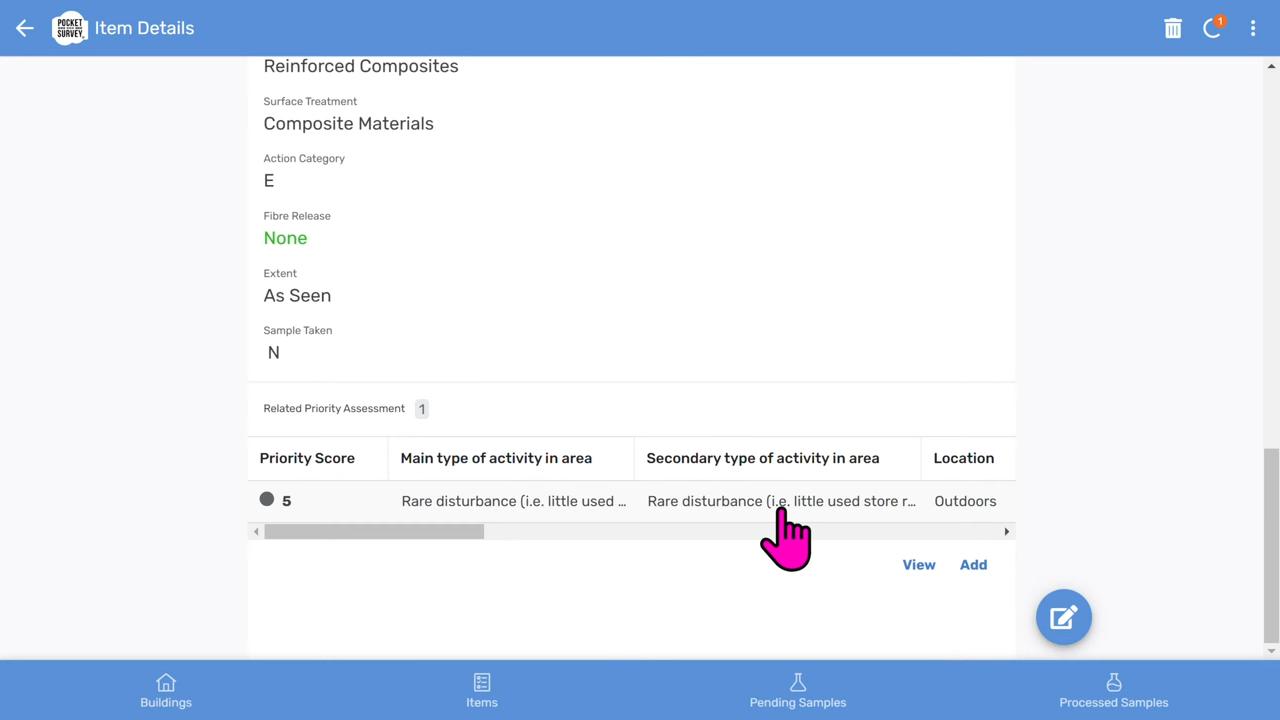 POCKET
SURVEY
Item Details
1
Reinforced Composites
Surface Treatment
Composite Materials
Action Category
E
Fibre Release
None
Extent
As Seen
Sample Taken
N
Related Priority Assessment 1
Priority Score Main type of activity in area Secondary type of activity in area Location
5 Rare disturbance (i.e. little used ... Rare disturbance (i.e. little used store r... Outdoors
View Add
Buildings Items Pending Samples Processed Samples